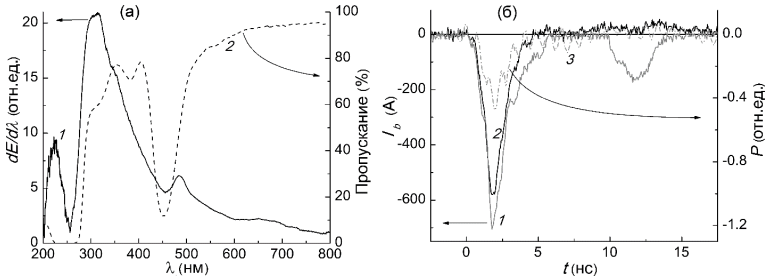 (а)
(б)
dE/dλ (отн.ед.)
20
15
10
5
0
1
2
100
80
60
40
20
0
Пропускание (%)
200 300 400 500 600 700 800
λ (нм)
I_b (А)
0
-200
-400
-600
1
2
3
0.0
-0.4
-0.8
-1.2
P (отн.ед.)
0 5 10 15
t (нс)